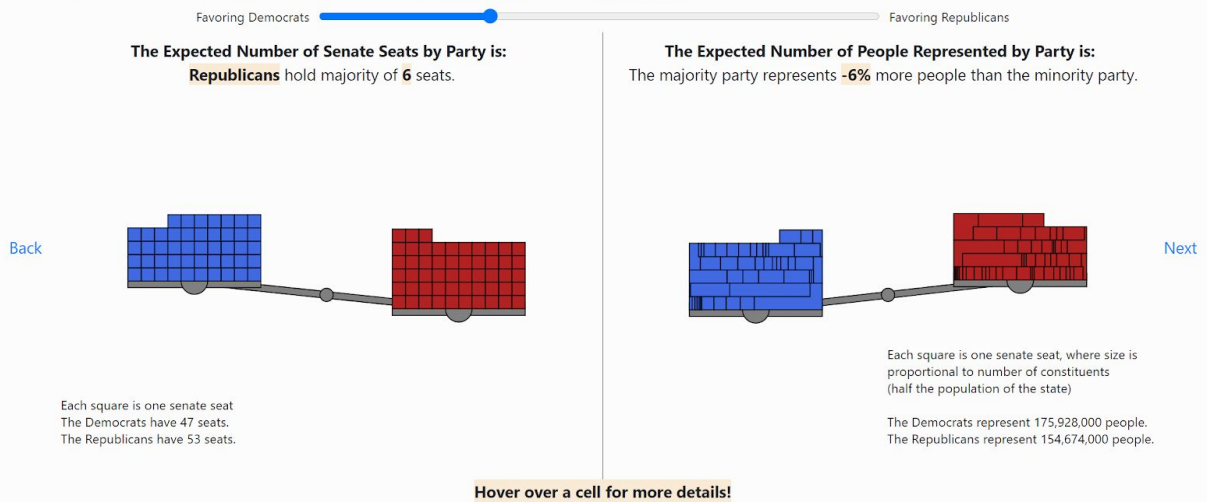 Favoring Democrats
Favoring Republicans
The Expected Number of Senate Seats by Party is:
Republicans hold majority of 6 seats.
The Expected Number of People Represented by Party is:
The majority party represents -6% more people than the minority party.
Back
Next
Each square is one senate seat
The Democrats have 47 seats.
The Republicans have 53 seats.
Each square is one senate seat, where size is
proportional to number of constituents
(half the population of the state)
The Democrats represent 175,928,000 people.
The Republicans represent 154,674,000 people.
Hover over a cell for more details!